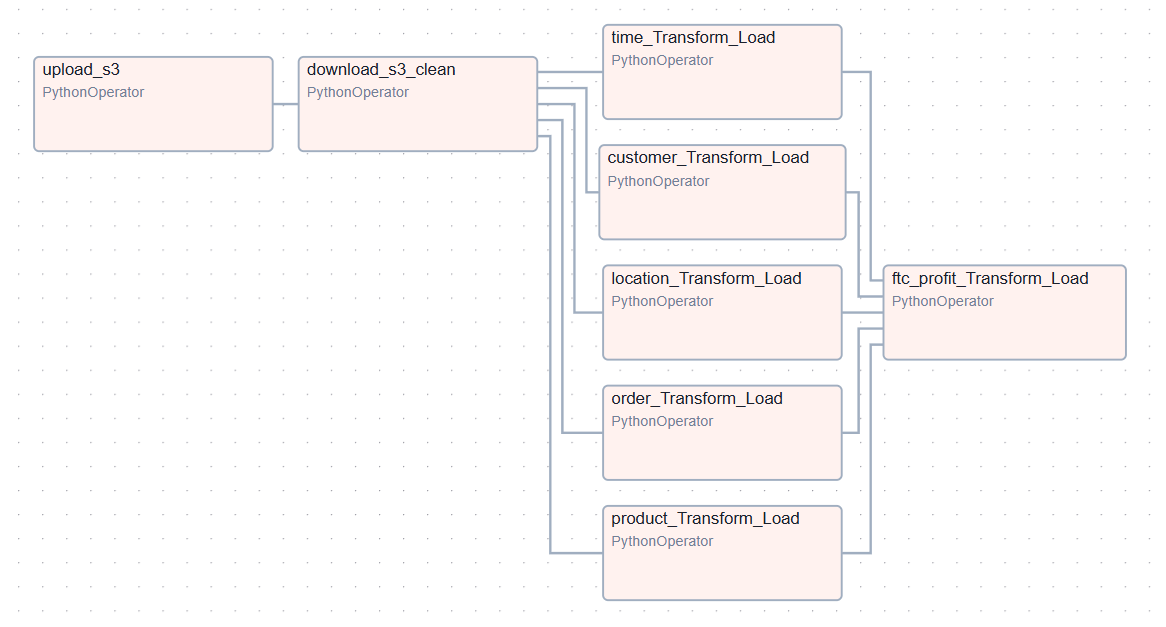 upload_s3
PythonOperator
download_s3_clean
PythonOperator
time_Transform_Load
PythonOperator
customer_Transform_Load
PythonOperator
location_Transform_Load
PythonOperator
order_Transform_Load
PythonOperator
product_Transform_Load
PythonOperator
ftc_profit_Transform_Load
PythonOperator